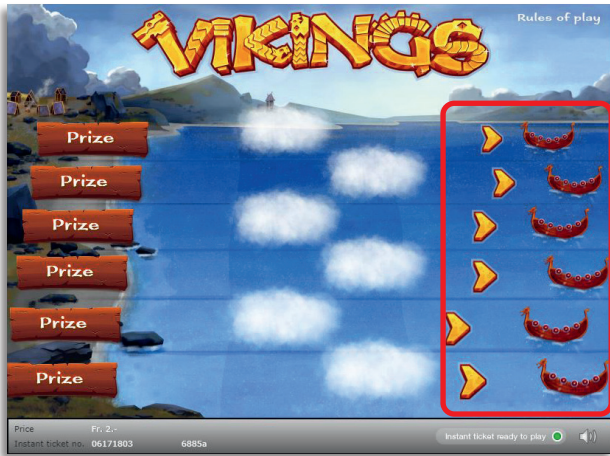 VIKINGS
Rules of play
Prize
Prize
Prize
Prize
Prize
Prize
Price Fr. 2.-
Instant ticket no. 06171803 6885a
Instant ticket ready to play